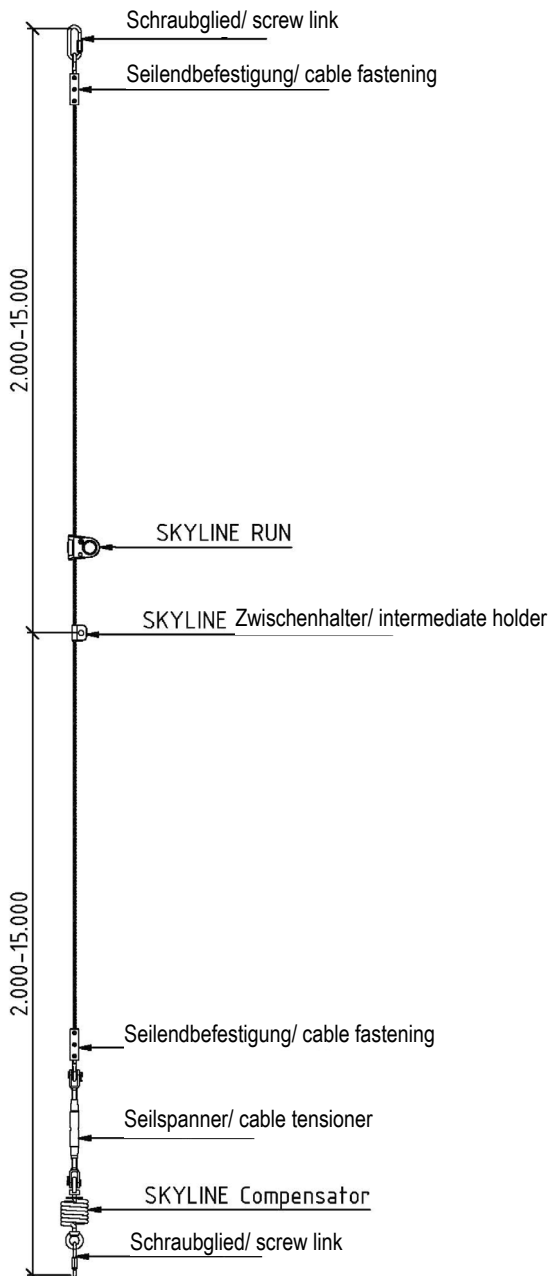 Schraubglied/ screw link
Seilendbefestigung/ cable fastening
2.000-15.000
SKYLINE RUN
SKYLINE Zwischenhalter/ intermediate holder
2.000-15.000
Seilendbefestigung/ cable fastening
Seilspanner/ cable tensioner
SKYLINE Compensator
Schraubglied/ screw link